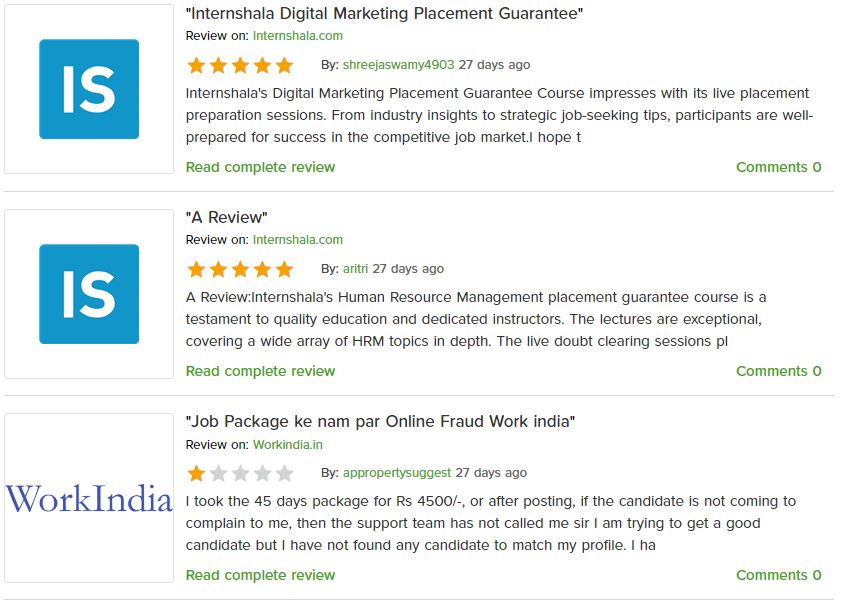 "Internshala Digital Marketing Placement Guarantee"
Review on: Internshala.com
IS
By: shreejaswamy4903 27 days ago
Internshala's Digital Marketing Placement Guarantee Course impresses with its live placement
preparation sessions. From industry insights to strategic job-seeking tips, participants are well-
prepared for success in the competitive job market.I hope t
Read complete review Comments 0
"A Review"
Review on: Internshala.com
IS
By: aritri 27 days ago
A Review:Internshala's Human Resource Management placement guarantee course is a
testament to quality education and dedicated instructors. The lectures are exceptional,
covering a wide array of HRM topics in depth. The live doubt clearing sessions pl
Read complete review Comments 0
"Job Package ke nam par Online Fraud Work india"
Review on: Workindia.in
By: appropertysuggest 27 days ago
WorkIndia
I took the 45 days package for Rs 4500/-, or after posting, if the candidate is not coming to
complain to me, then the support team has not called me sir I am trying to get a good
candidate but I have not found any candidate to match my profile. I ha
Read complete review Comments 0